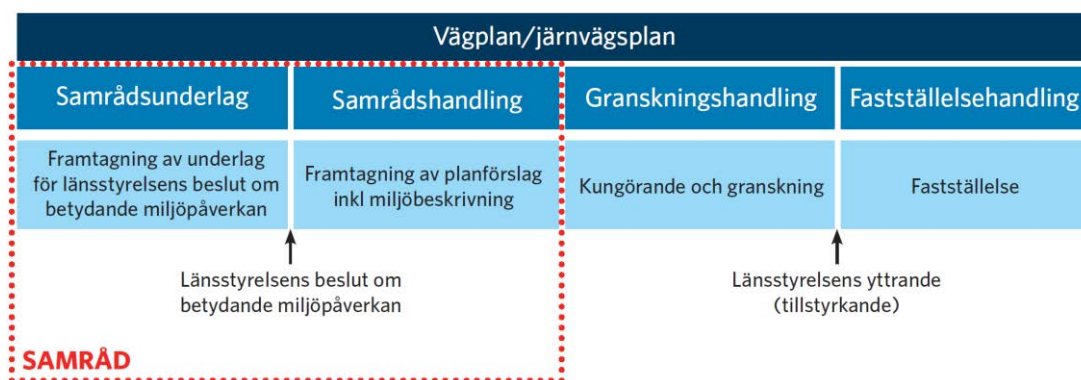 Vägplan/järnvägsplan
Samrådsunderlag
Samrådshandling
Granskningshandling
Fastställelsehandling
Framtagning av underlag
för länsstyrelsens beslut om
betydande miljöpåverkan
Framtagning av planförslag
inkl miljöbeskrivning
Kungörande och granskning
Fastställelse
Länsstyrelsens beslut om
betydande miljöpåverkan
Länsstyrelsens yttrande
(tillstyrkande)
SAMRÅD